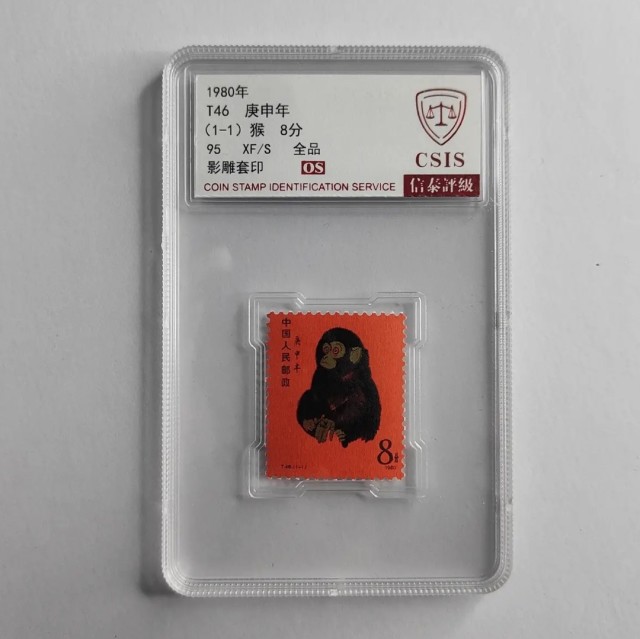 1980年
T46 庚申年
(1-1) 猴 8分
95 XF/S 全品
影雕套印 OS
COIN STAMP IDENTIFICATION SERVICE
CSIS
信泰評級
中国人民邮政
庚申年
8分
1980